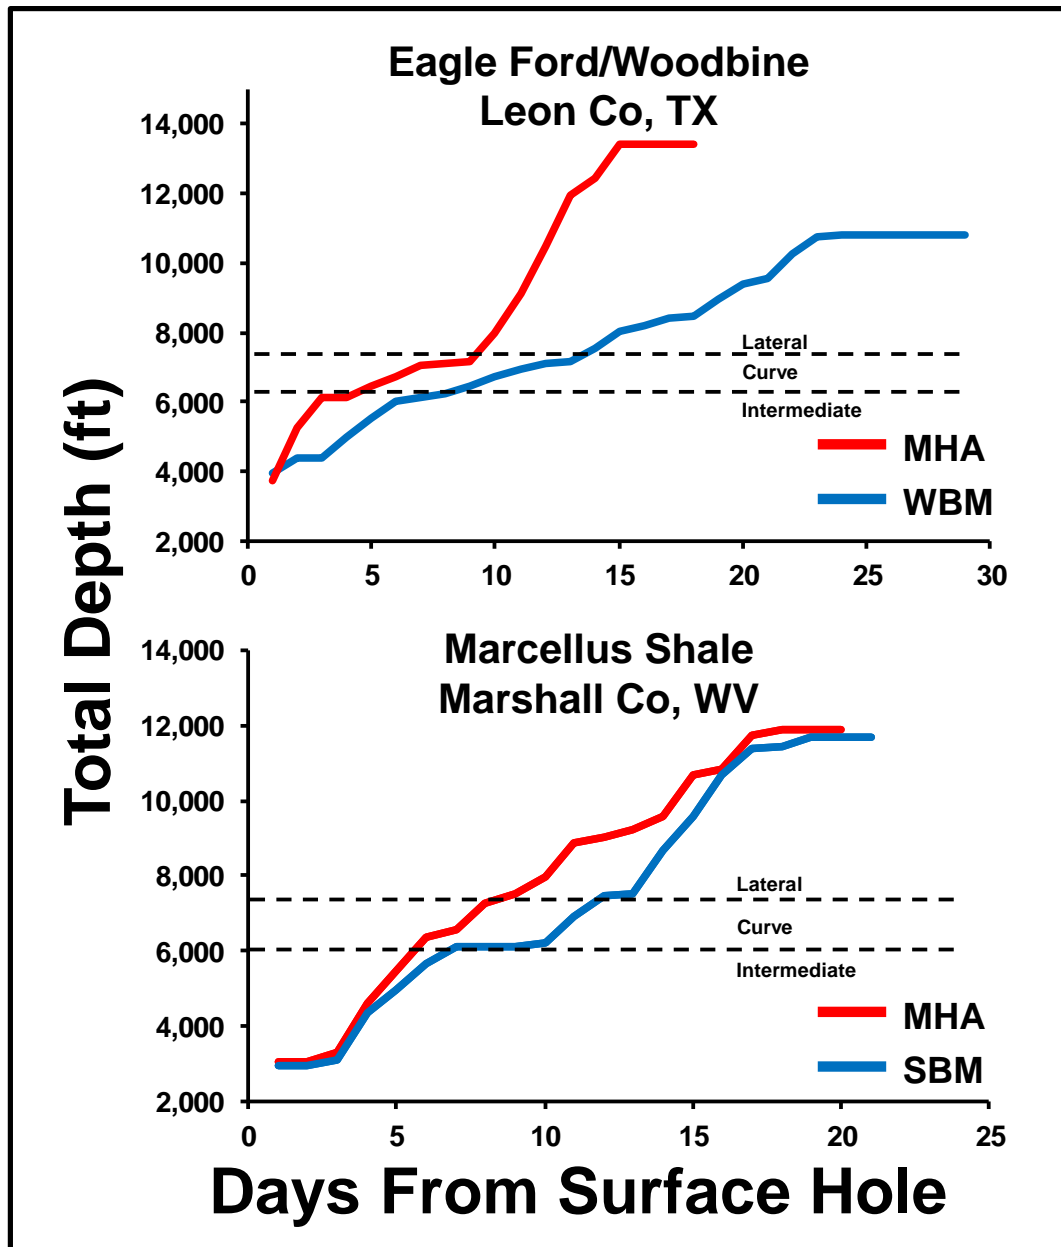 Eagle Ford/Woodbine
Leon Co, TX
14,000
12,000
10,000
8,000
6,000
4,000
2,000
Lateral
Curve
Intermediate
MHA
WBM
0 5 10 15 20 25 30
Total Depth (ft)
Marcellus Shale
Marshall Co, WV
14,000
12,000
10,000
8,000
6,000
4,000
2,000
Lateral
Curve
Intermediate
MHA
SBM
0 5 10 15 20 25
Days From Surface Hole